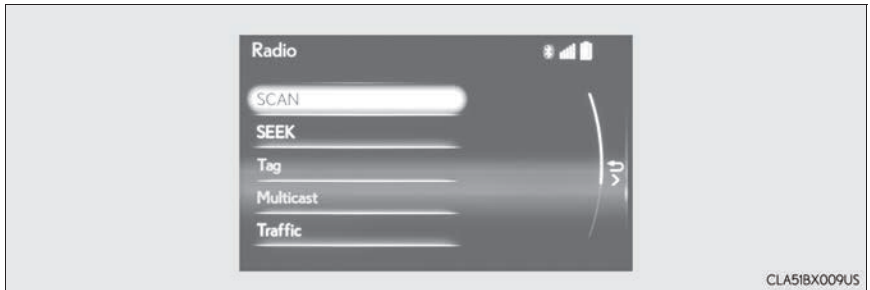 Radio
SCAN
SEEK
Tag
Multicast
Traffic
CLA51BX009US